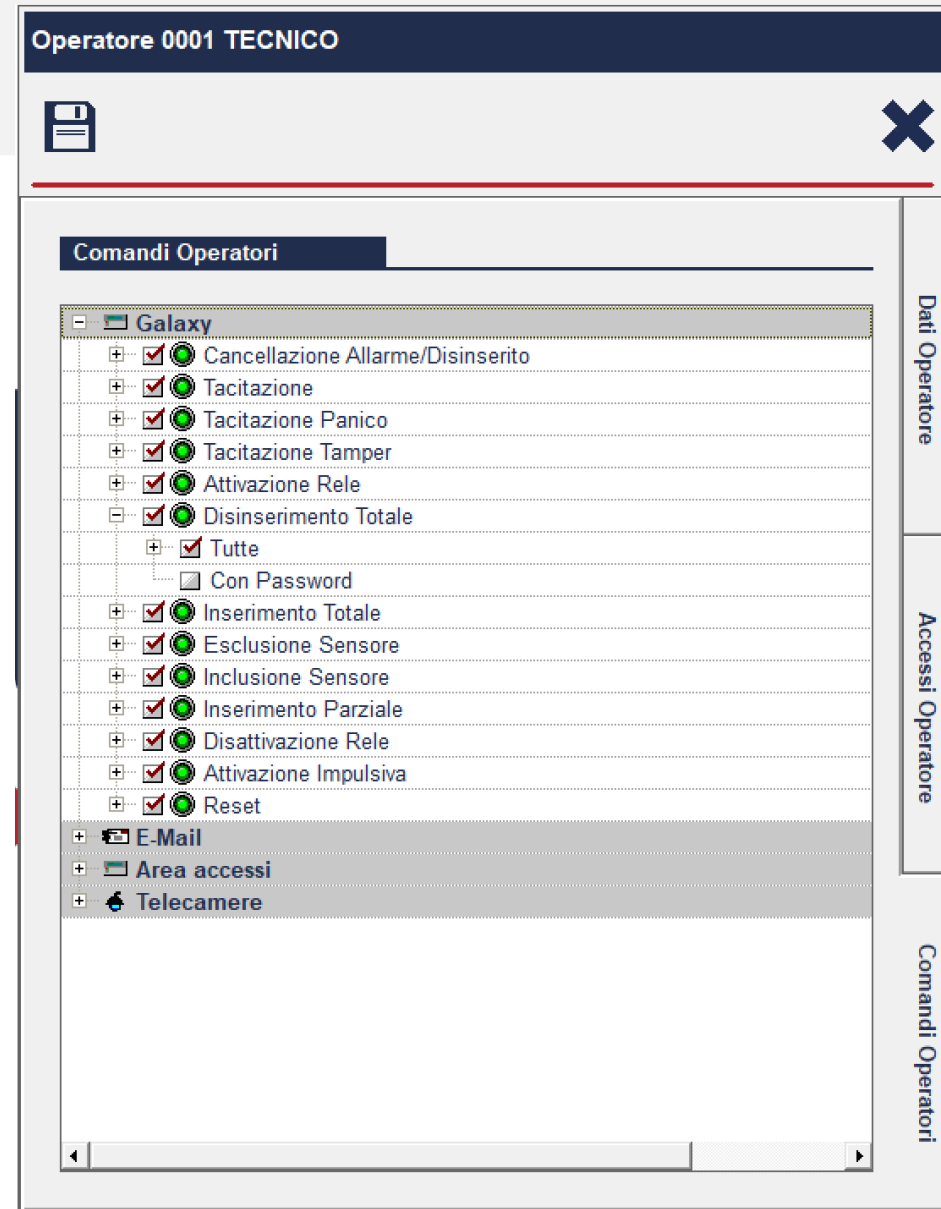 Operatore 0001 TECNICO
Comandi Operatori
Galaxy
Cancellazione Allarme/Disinserito
Tacitazione
Tacitazione Panico
Tacitazione Tamper
Attivazione Rele
Disinserimento Totale
Tutte
Con Password
Inserimento Totale
Esclusione Sensore
Inclusione Sensore
Inserimento Parziale
Disattivazione Rele
Attivazione Impulsiva
Reset
E-Mail
Area accessi
Telecamere
Dati Operatore
Accessi Operatore
Comandi Operatori